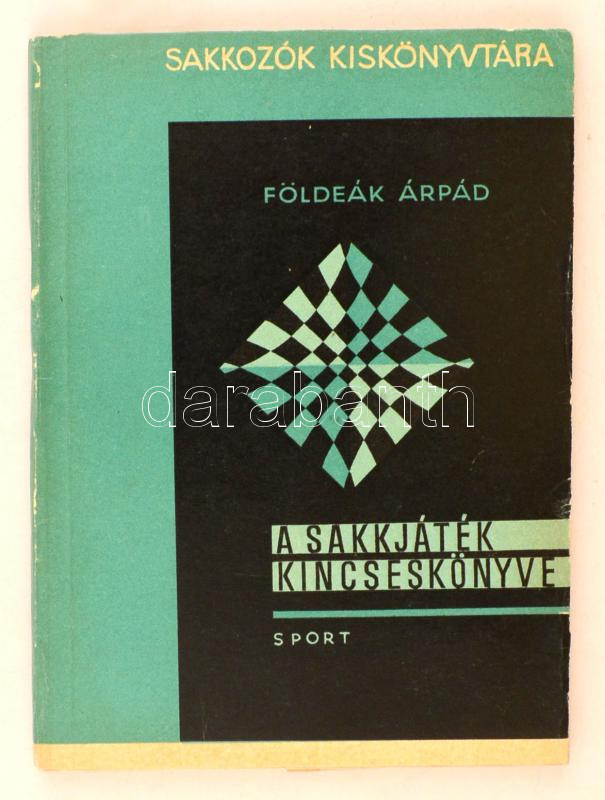 SAKKOZÓK KISKÖNYVTÁRA
FÖLDEÁK ÁRPÁD
darabanth
A SAKKJÁTÉK
KINCSESKÖNYVE
SPORT